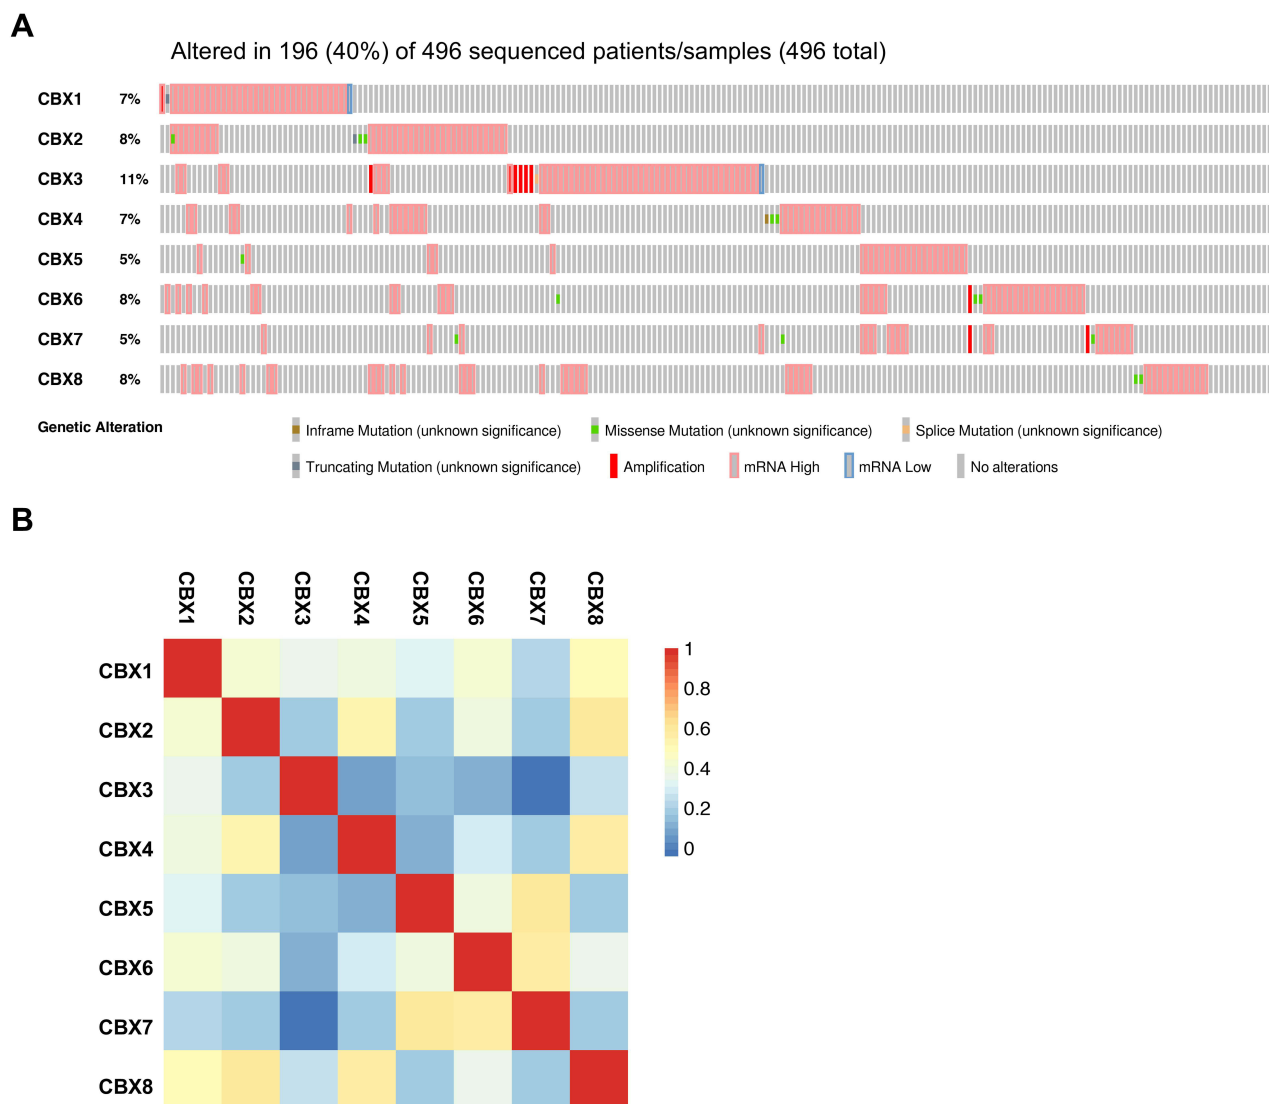 A
Altered in 196 (40%) of 496 sequenced patients/samples (496 total)
CBX1 7%
CBX2 8%
CBX3 11%
CBX4 7%
CBX5 5%
CBX6 8%
CBX7 5%
CBX8 8%
Genetic Alteration
Inframe Mutation (unknown significance) Missense Mutation (unknown significance) Splice Mutation (unknown significance)
Truncating Mutation (unknown significance) Amplification mRNA High mRNA Low No alterations
B
CBX1 CBX2 CBX3 CBX4 CBX5 CBX6 CBX7 CBX8
CBX1
CBX2
CBX3
CBX4
CBX5
CBX6
CBX7
CBX8
1
0.8
0.6
0.4
0.2
0